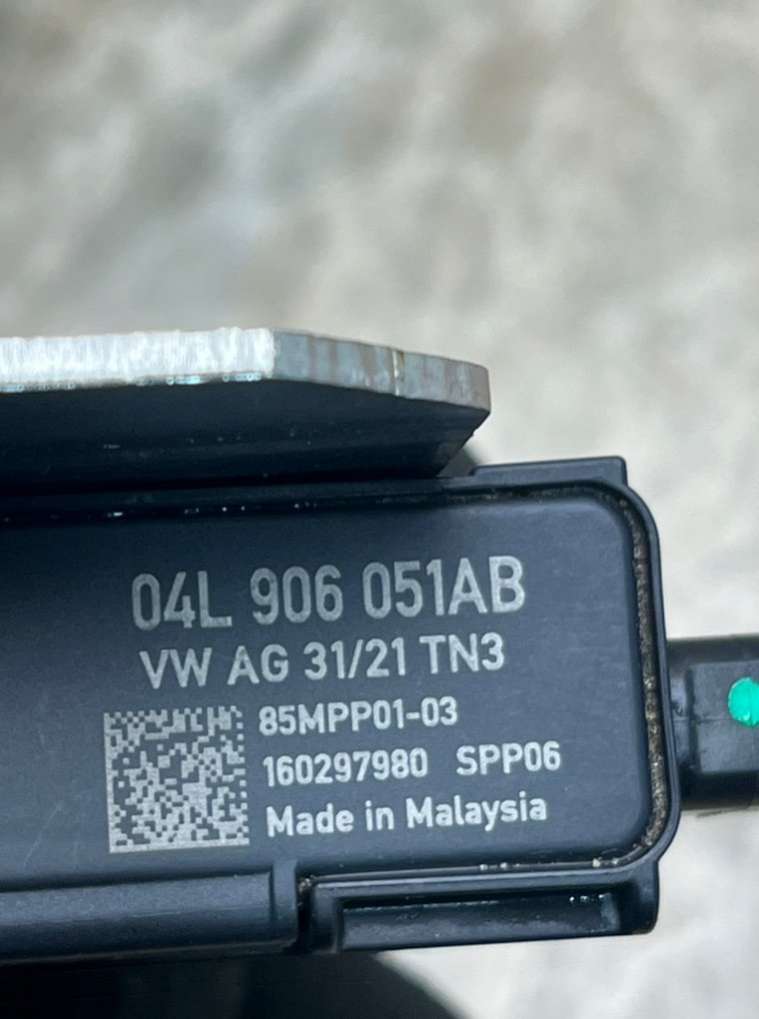 04L 906 051AB
VW AG 31/21 TN3
85MPP01-03
160297980 SPP06
Made in Malaysia